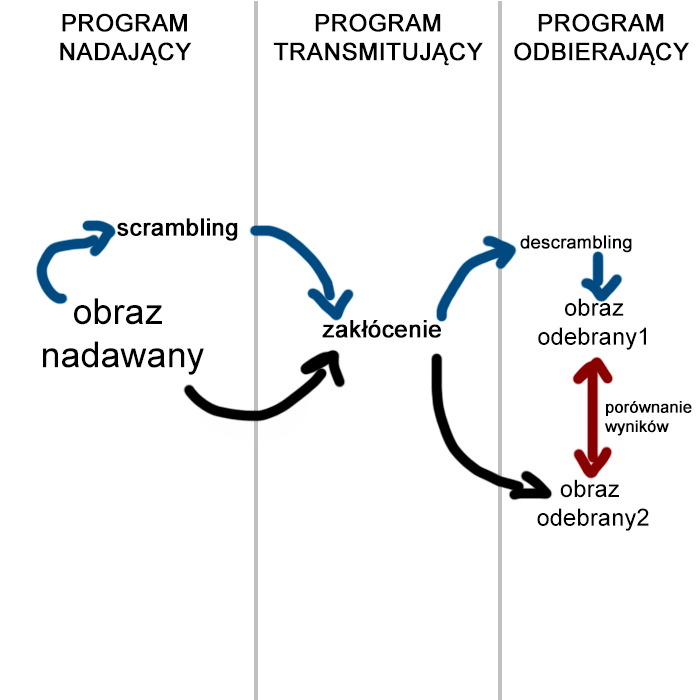 PROGRAM
NADAJĄCY
PROGRAM
TRANSMITUJĄCY
PROGRAM
ODBIERAJĄCY
scrambling
obraz
nadawany
zakłócenie
descrambling
obraz
odebrany1
porównanie
wyników
obraz
odebrany2